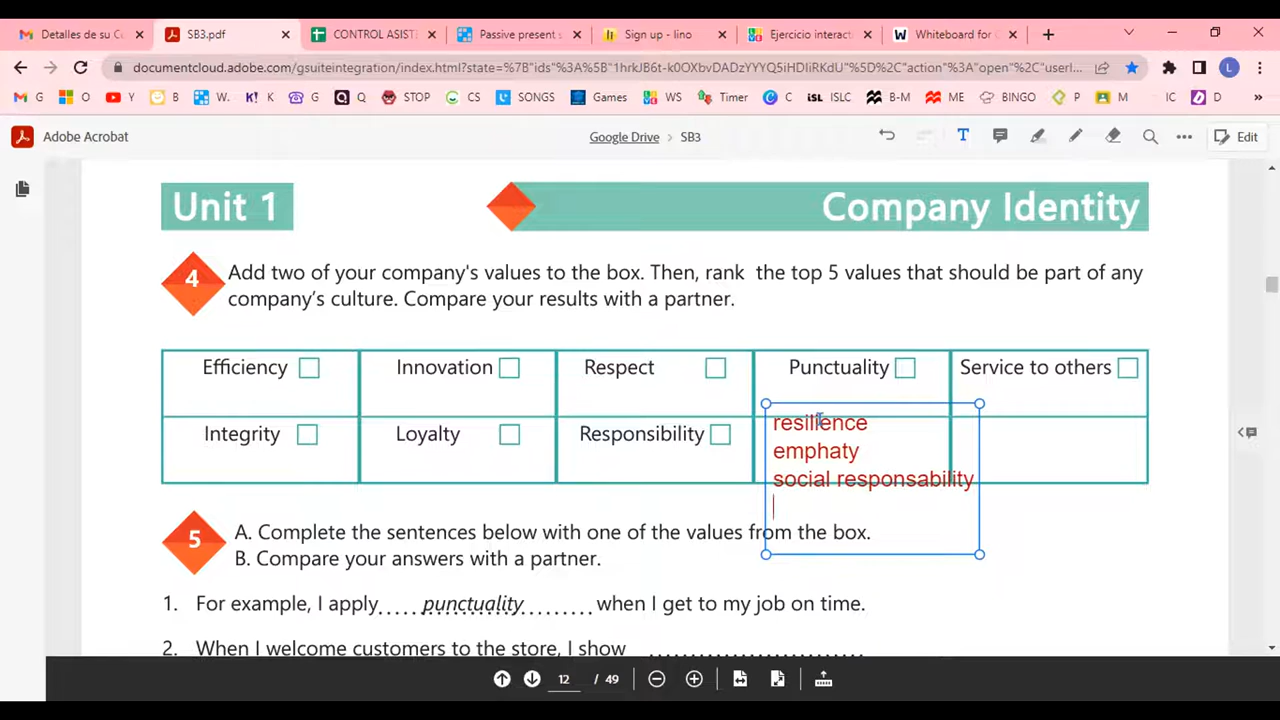 Detalles de su C
SB3.pdf
CONTROL ASIST
Passive present s
Sign up - lino
Ejercicio interact
Whiteboard for C
documentcloud.adobe.com/gsuiteintegration/index.html?state=%7B"ids"%3A%5B"1hrkJB6t-k0OXbvDADzYYQ5iHDIiRKdU"%5D%2C"action"%3A"open"%2C"userI...
G
O
Y
B
W.
K
G
Q
STOP
CS
SONGS
Games
WS
Timer
C
ISLC
B-M
ME
BINGO
P
M
IC
D
»
Adobe Acrobat
Google Drive > SB3
Edit
Unit 1
Company Identity
4
Add two of your company's values to the box. Then, rank the top 5 values that should be part of any
company's culture. Compare your results with a partner.
Efficiency
Innovation
Respect
Punctuality
Service to others
Integrity
Loyalty
Responsibility
resilience
emphaty
social responsability
5
A. Complete the sentences below with one of the values from the box.
B. Compare your answers with a partner.
1. For example, I apply.....punctuality..........when I get to my job on time.
2. When I welcome customers to the store, I show ..........................
12 / 49